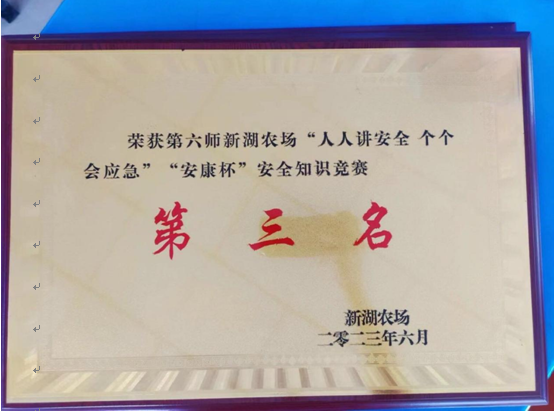 荣获第六师新湖农场“人人讲安全 个个
会应急”“安康杯”安全知识竞赛
第三名
新湖农场
二零二三年六月